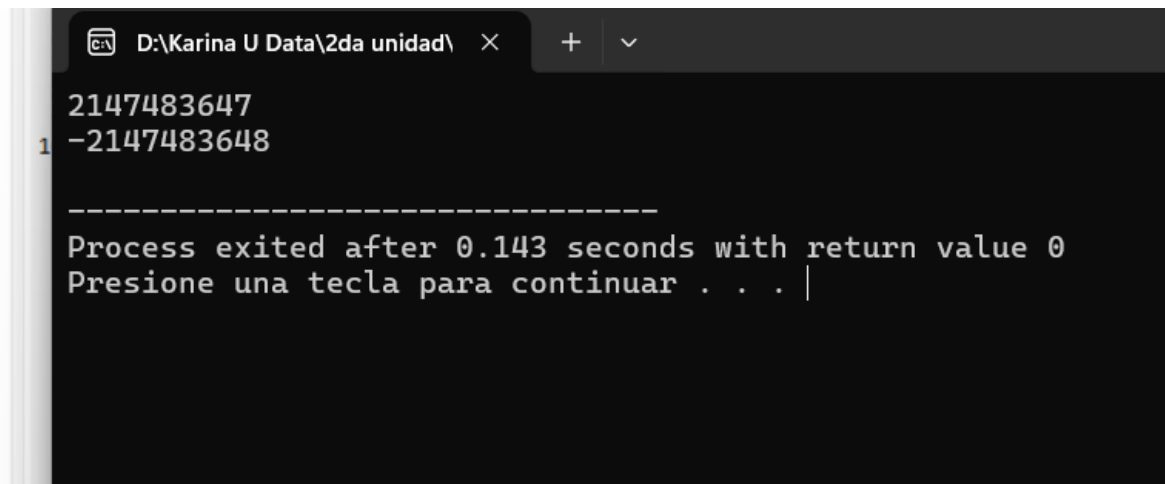 D:\Karina U Data\2da unidad\
2147483647
1
-2147483648
--------------------------------
Process exited after 0.143 seconds with return value 0
Presione una tecla para continuar . . .